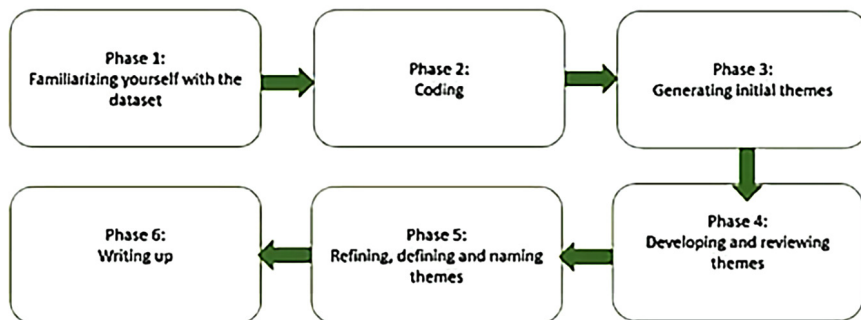 Phase 1:
Familiarizing yourself with the
dataset
Phase 2:
Coding
Phase 3:
Generating initial themes
Phase 4:
Developing and reviewing
themes
Phase 5:
Refining, defining and naming
themes
Phase 6:
Writing up